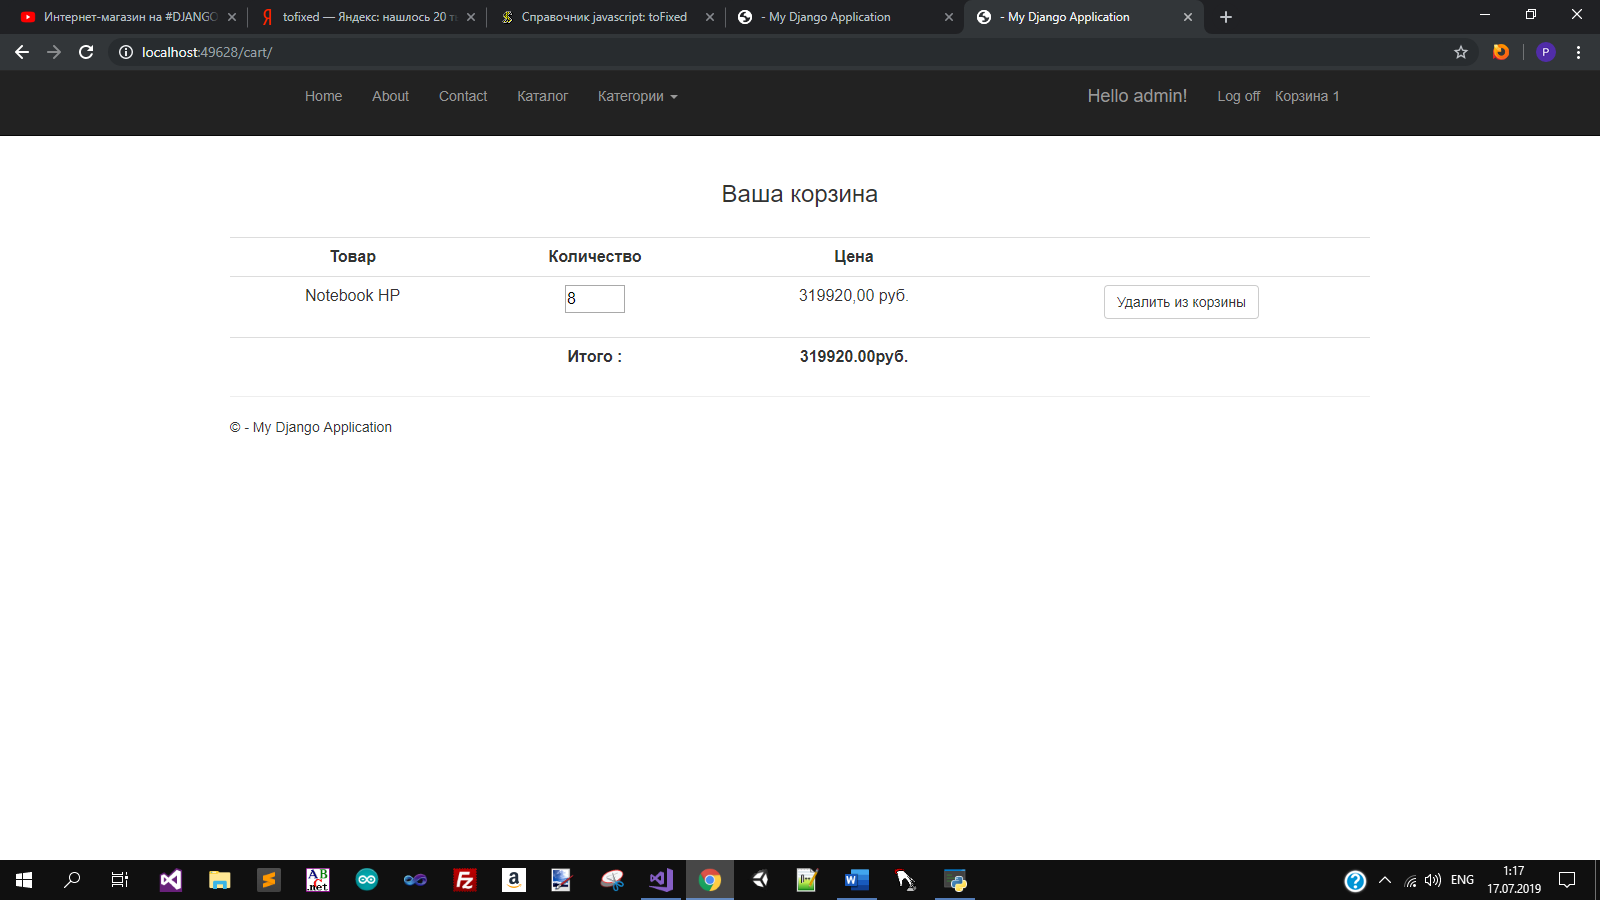 Интернет-магазин на #DJANGO
tofixed — Яндекс: нашлось 20
Справочник javascript: toFixed
- My Django Application
- My Django Application
localhost:49628/cart/
P
Home About Contact Каталог Категории Hello admin! Log off Корзина 1
Ваша корзина
Товар Количество Цена
Notebook HP 8 319920,00 руб. Удалить из корзины
Итого : 319920.00руб.
© - My Django Application
ENG
1:17
17.07.2019